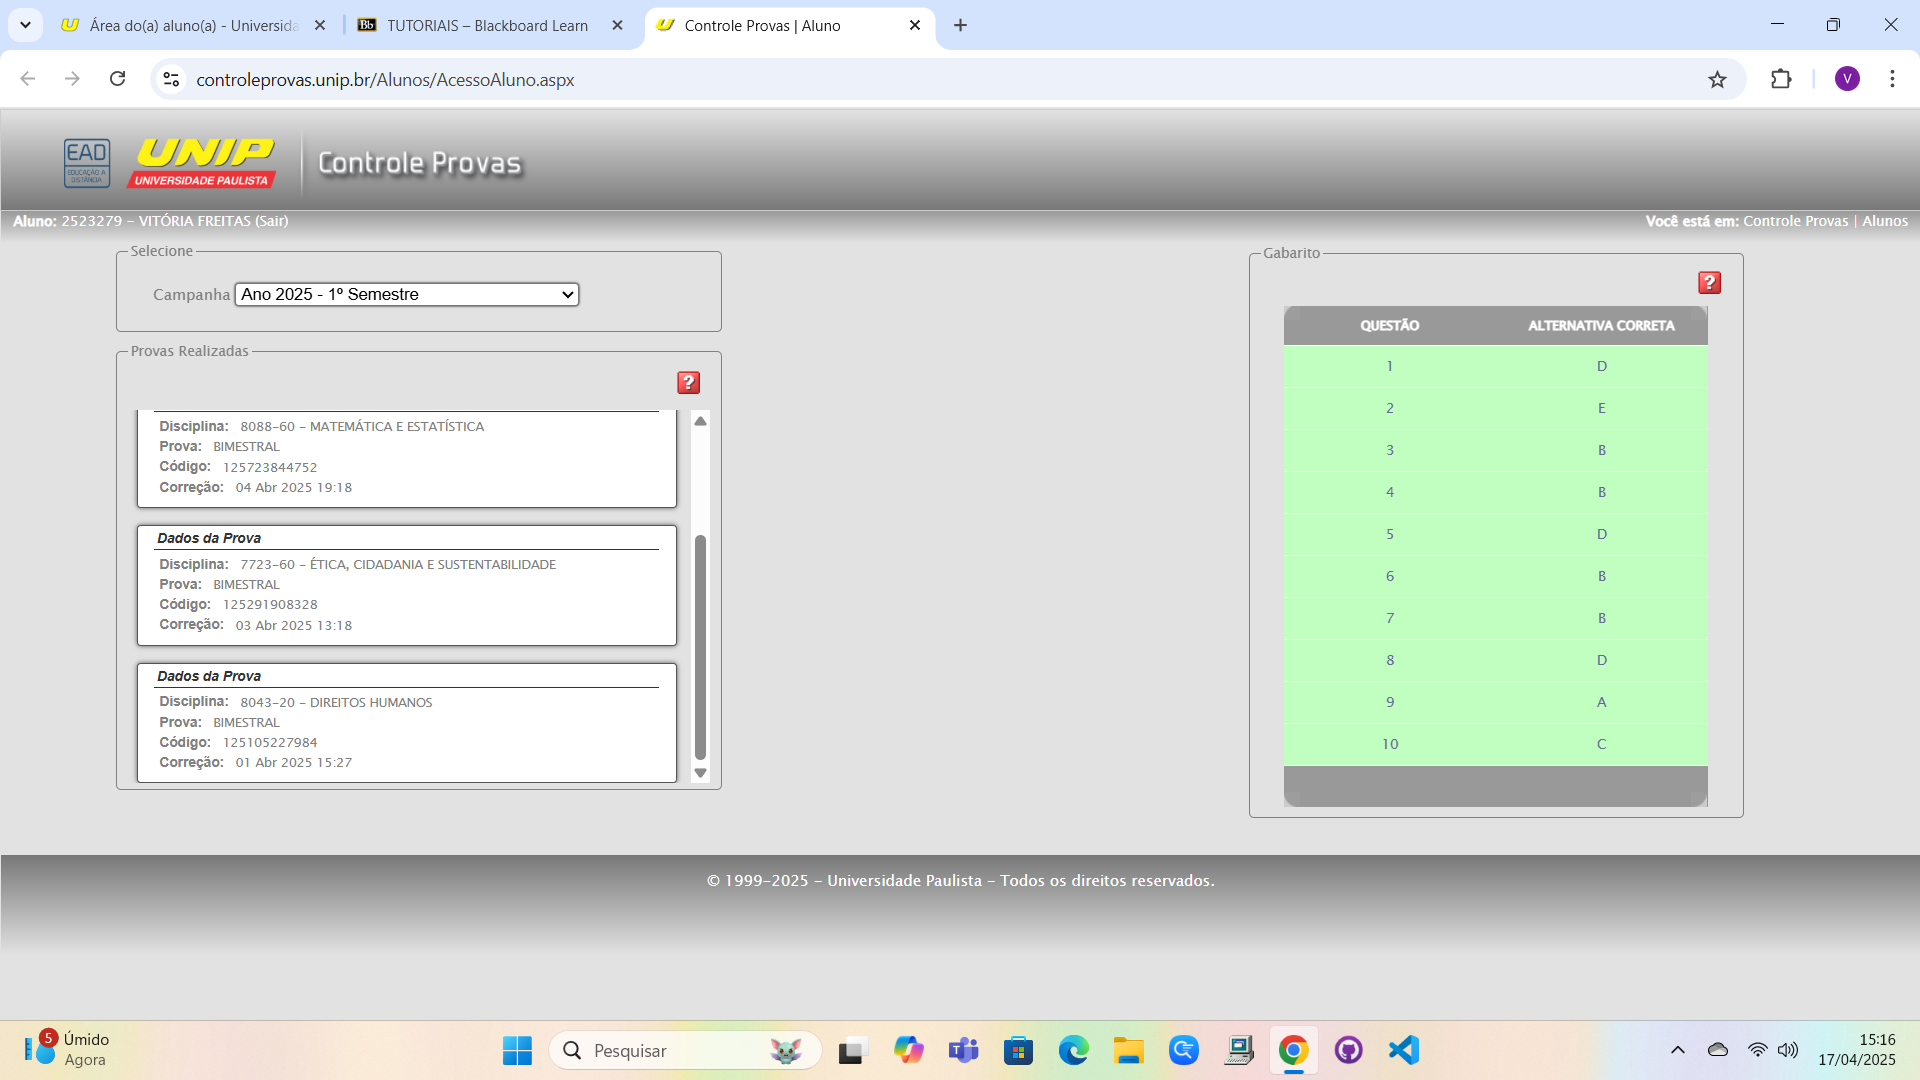 Área do(a) aluno(a) - Universida
TUTORIAIS – Blackboard Learn
Controle Provas | Aluno
controleprovas.unip.br/Alunos/AcessoAluno.aspx
V
EAD
EDUCAÇÃO A
DISTÂNCIA
UNIP
UNIVERSIDADE PAULISTA
Controle Provas
Aluno: 2523279 - VITÓRIA FREITAS (Sair)
Você está em: Controle Provas | Alunos
Selecione
Campanha Ano 2025 - 1º Semestre
Provas Realizadas
?
Disciplina: 8088-60 - MATEMÁTICA E ESTATÍSTICA
Prova: BIMESTRAL
Código: 125723844752
Correção: 04 Abr 2025 19:18
Dados da Prova
Disciplina: 7723-60 - ÉTICA, CIDADANIA E SUSTENTABILIDADE
Prova: BIMESTRAL
Código: 125291908328
Correção: 03 Abr 2025 13:18
Dados da Prova
Disciplina: 8043-20 - DIREITOS HUMANOS
Prova: BIMESTRAL
Código: 125105227984
Correção: 01 Abr 2025 15:27
Gabarito
?
QUESTÃO ALTERNATIVA CORRETA
1 D
2 E
3 B
4 B
5 D
6 B
7 B
8 D
9 A
10 C
© 1999-2025 - Universidade Paulista - Todos os direitos reservados.
5
Úmido
Agora
Pesquisar
15:16
17/04/2025